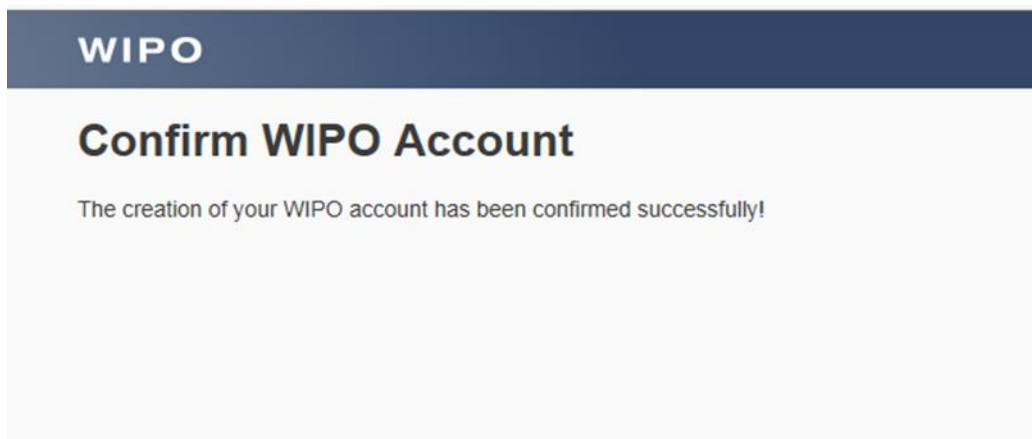 WIPO
Confirm WIPO Account
The creation of your WIPO account has been confirmed successfully!